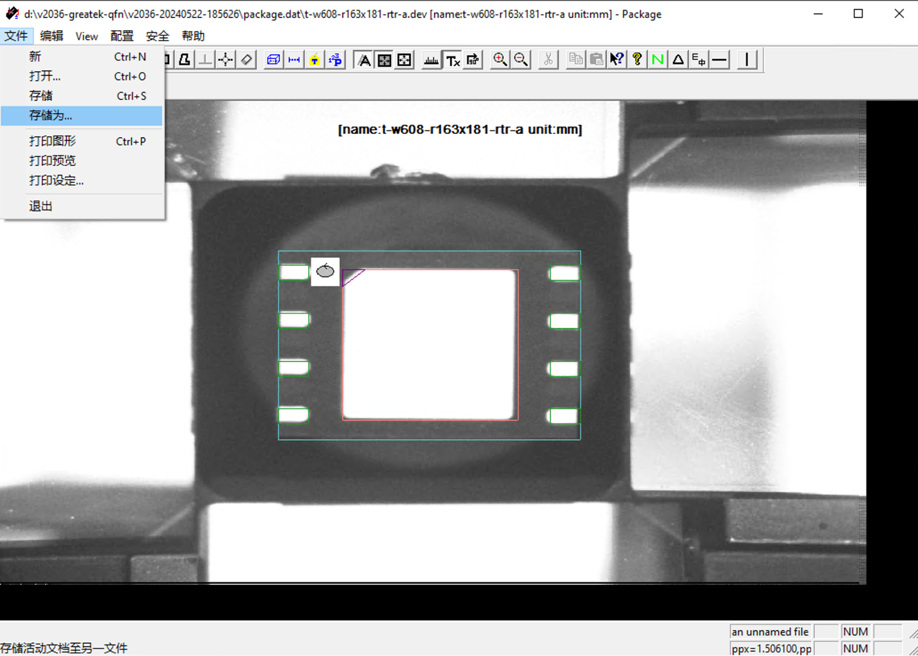 d:\v2036-greatek-qfn\v2036-20240522-185626\package.dat\t-w608-r163x181-rtr-a.dev [name:t-w608-r163x181-rtr-a unit:mm] - Package
文件 编辑 View 配置 安全 帮助
新 Ctrl+N
打开... Ctrl+O
存储 Ctrl+S
存储为...
打印图形 Ctrl+P
打印预览
打印设定...
退出
[name:t-w608-r163x181-rtr-a unit:mm]
an unnamed file NUM
存储活动文档至另一文件
ppx=1.506100,pp NUM